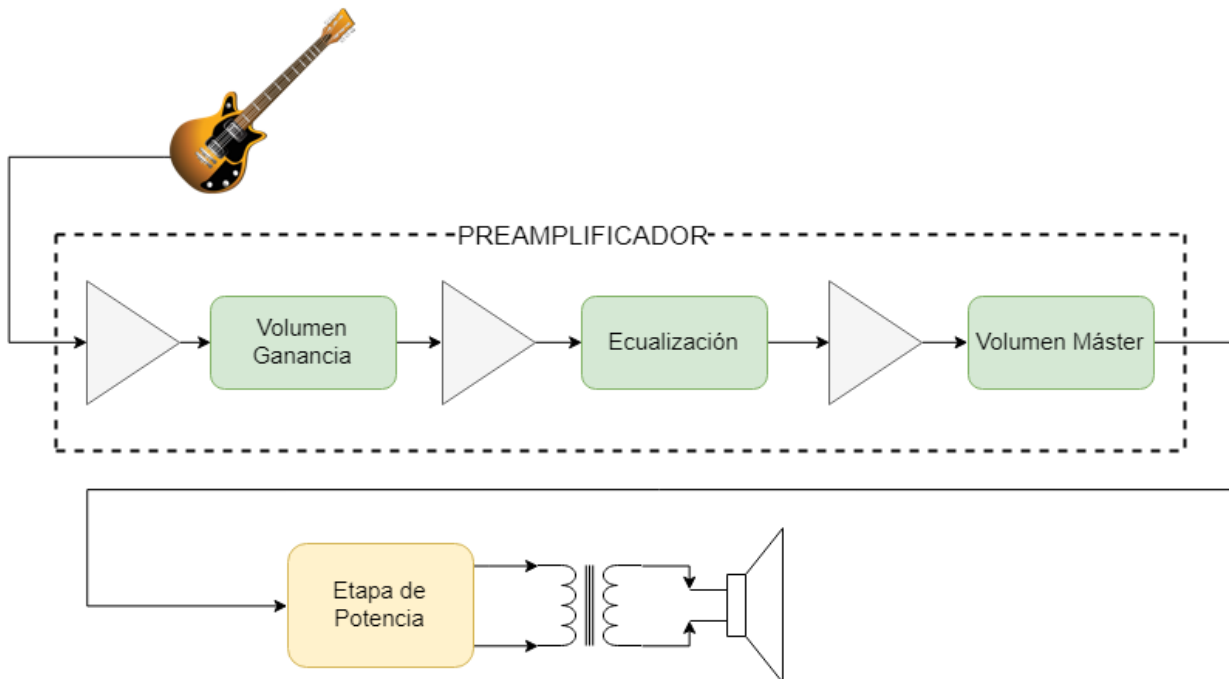 PREAMPLIFICADOR
Volumen
Ganancia
Ecualización
Volumen Máster
Etapa de
Potencia